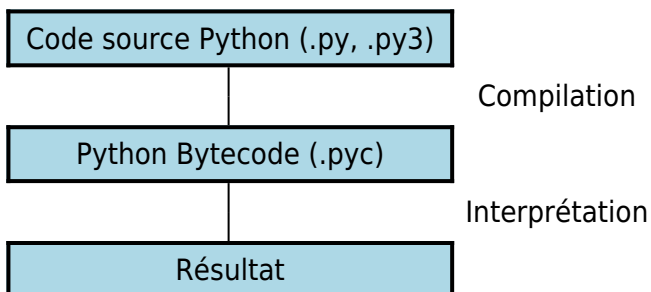 Code source Python (.py, .py3)
Compilation
Python Bytecode (.pyc)
Interprétation
Résultat